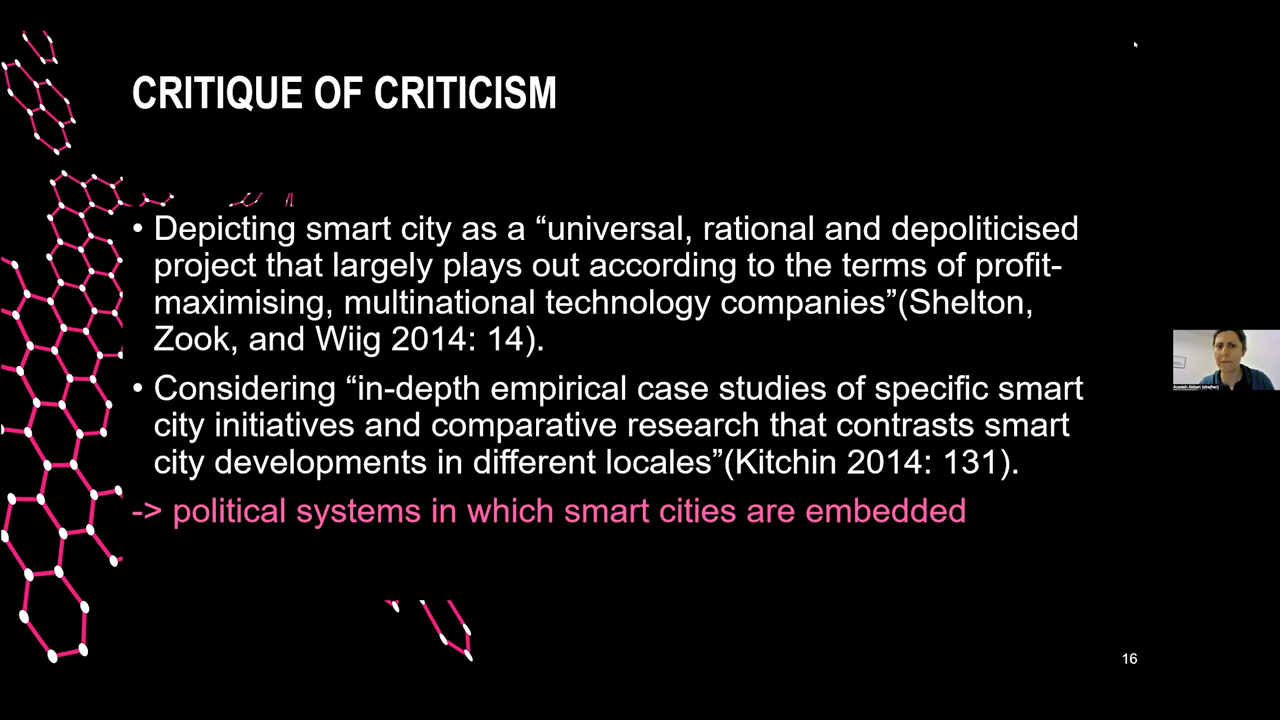 CRITIQUE OF CRITICISM
• Depicting smart city as a “universal, rational and depoliticised
project that largely plays out according to the terms of profit-
maximising, multinational technology companies”(Shelton,
Zook, and Wiig 2014: 14).
• Considering “in-depth empirical case studies of specific smart
city initiatives and comparative research that contrasts smart
city developments in different locales”(Kitchin 2014: 131).
-> political systems in which smart cities are embedded
16